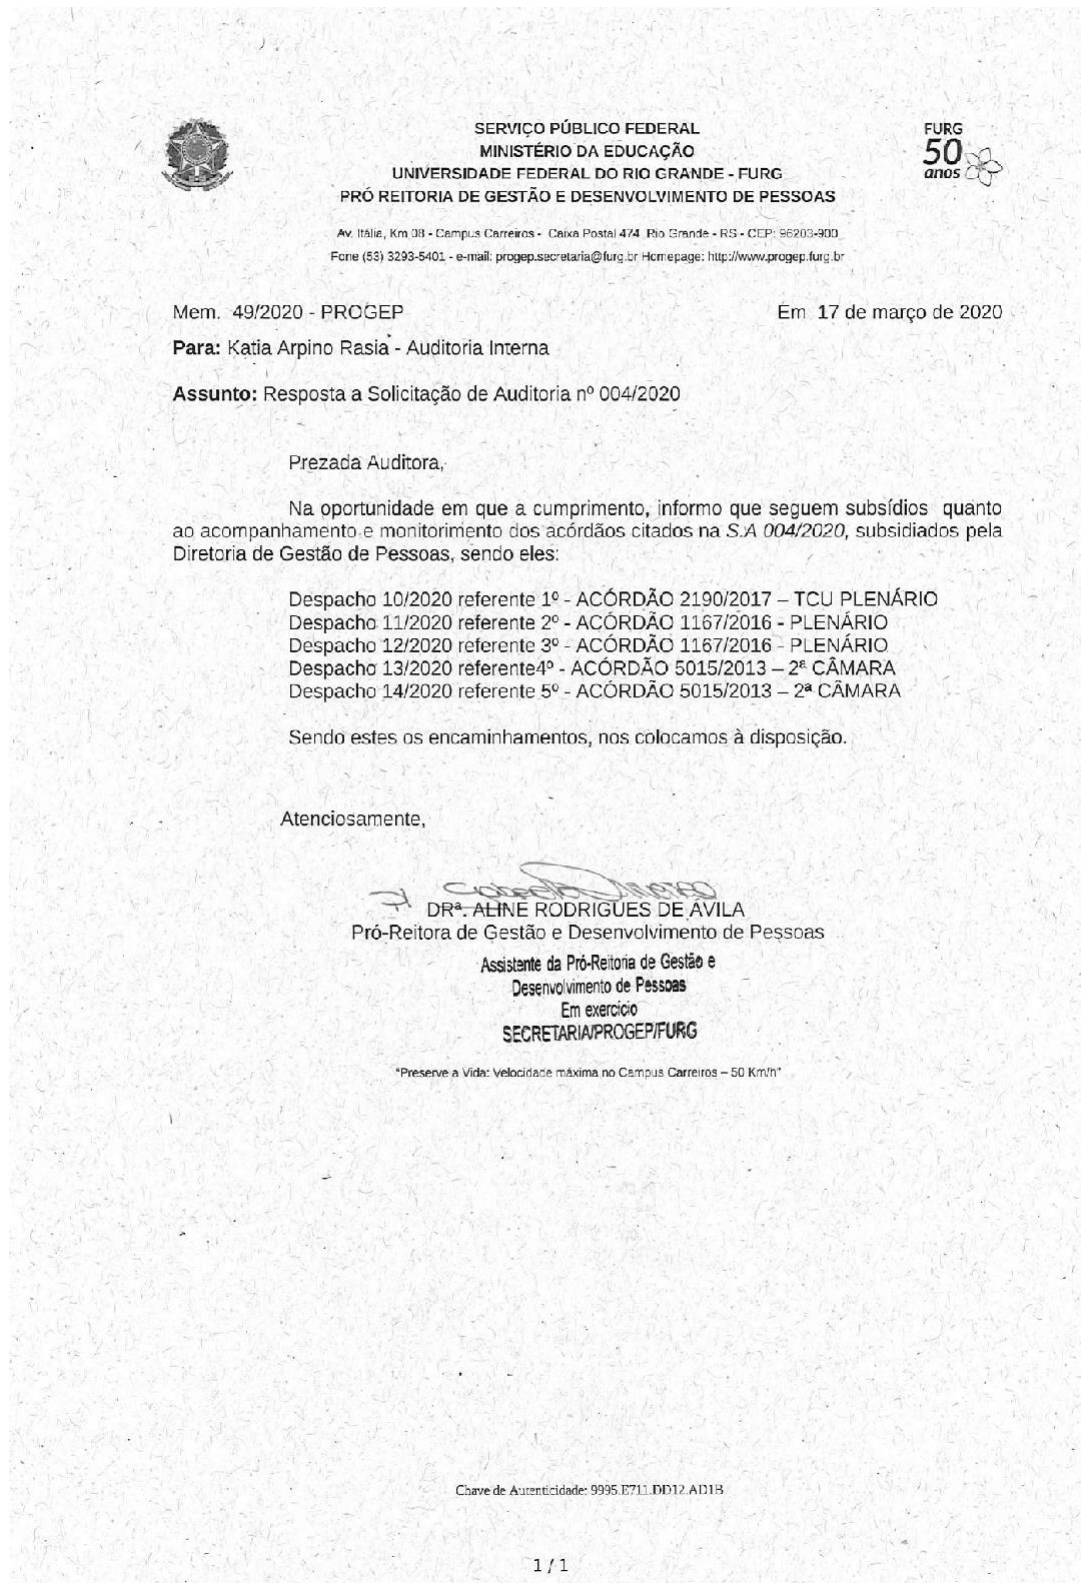 SERVIÇO PÚBLICO FEDERAL
MINISTÉRIO DA EDUCAÇÃO
UNIVERSIDADE FEDERAL DO RIO GRANDE - FURG
PRÓ REITORIA DE GESTÃO E DESENVOLVIMENTO DE PESSOAS
FURG
50
anos
Av. Itália, Km 08 - Campus Carreiros - Caixa Postal 474 Rio Grande - RS - CEP: 96203-900
Fone (53) 3293-5401 - e-mail: progep.secretaria@furg.br Homepage: http://www.progep.furg.br
Mem. 49/2020 - PROGEP Em 17 de março de 2020
Para: Katia Arpino Rasia - Auditoria Interna
Assunto: Resposta a Solicitação de Auditoria nº 004/2020
Prezada Auditora,
Na oportunidade em que a cumprimento, informo que seguem subsídios quanto
ao acompanhamento e monitorimento dos acórdãos citados na S.A 004/2020, subsidiados pela
Diretoria de Gestão de Pessoas, sendo eles:
Despacho 10/2020 referente 1º - ACÓRDÃO 2190/2017 – TCU PLENÁRIO
Despacho 11/2020 referente 2º - ACÓRDÃO 1167/2016 - PLENÁRIO
Despacho 12/2020 referente 3º - ACÓRDÃO 1167/2016 - PLENÁRIO
Despacho 13/2020 referente4º - ACÓRDÃO 5015/2013 – 2ª CÂMARA
Despacho 14/2020 referente 5º - ACÓRDÃO 5015/2013 – 2ª CÂMARA
Sendo estes os encaminhamentos, nos colocamos à disposição.
Atenciosamente,
DRª. ALINE RODRIGUES DE ÁVILA
Pró-Reitora de Gestão e Desenvolvimento de Pessoas
Assistente da Pró-Reitoria de Gestão e
Desenvolvimento de Pessoas
Em exercício
SECRETARIA/PROGEP/FURG
"Preserve a Vida: Velocidade máxima no Campus Carreiros – 50 Km/h"
Chave de Autenticidade: 9995.E711.DD12.AD1B
1/1